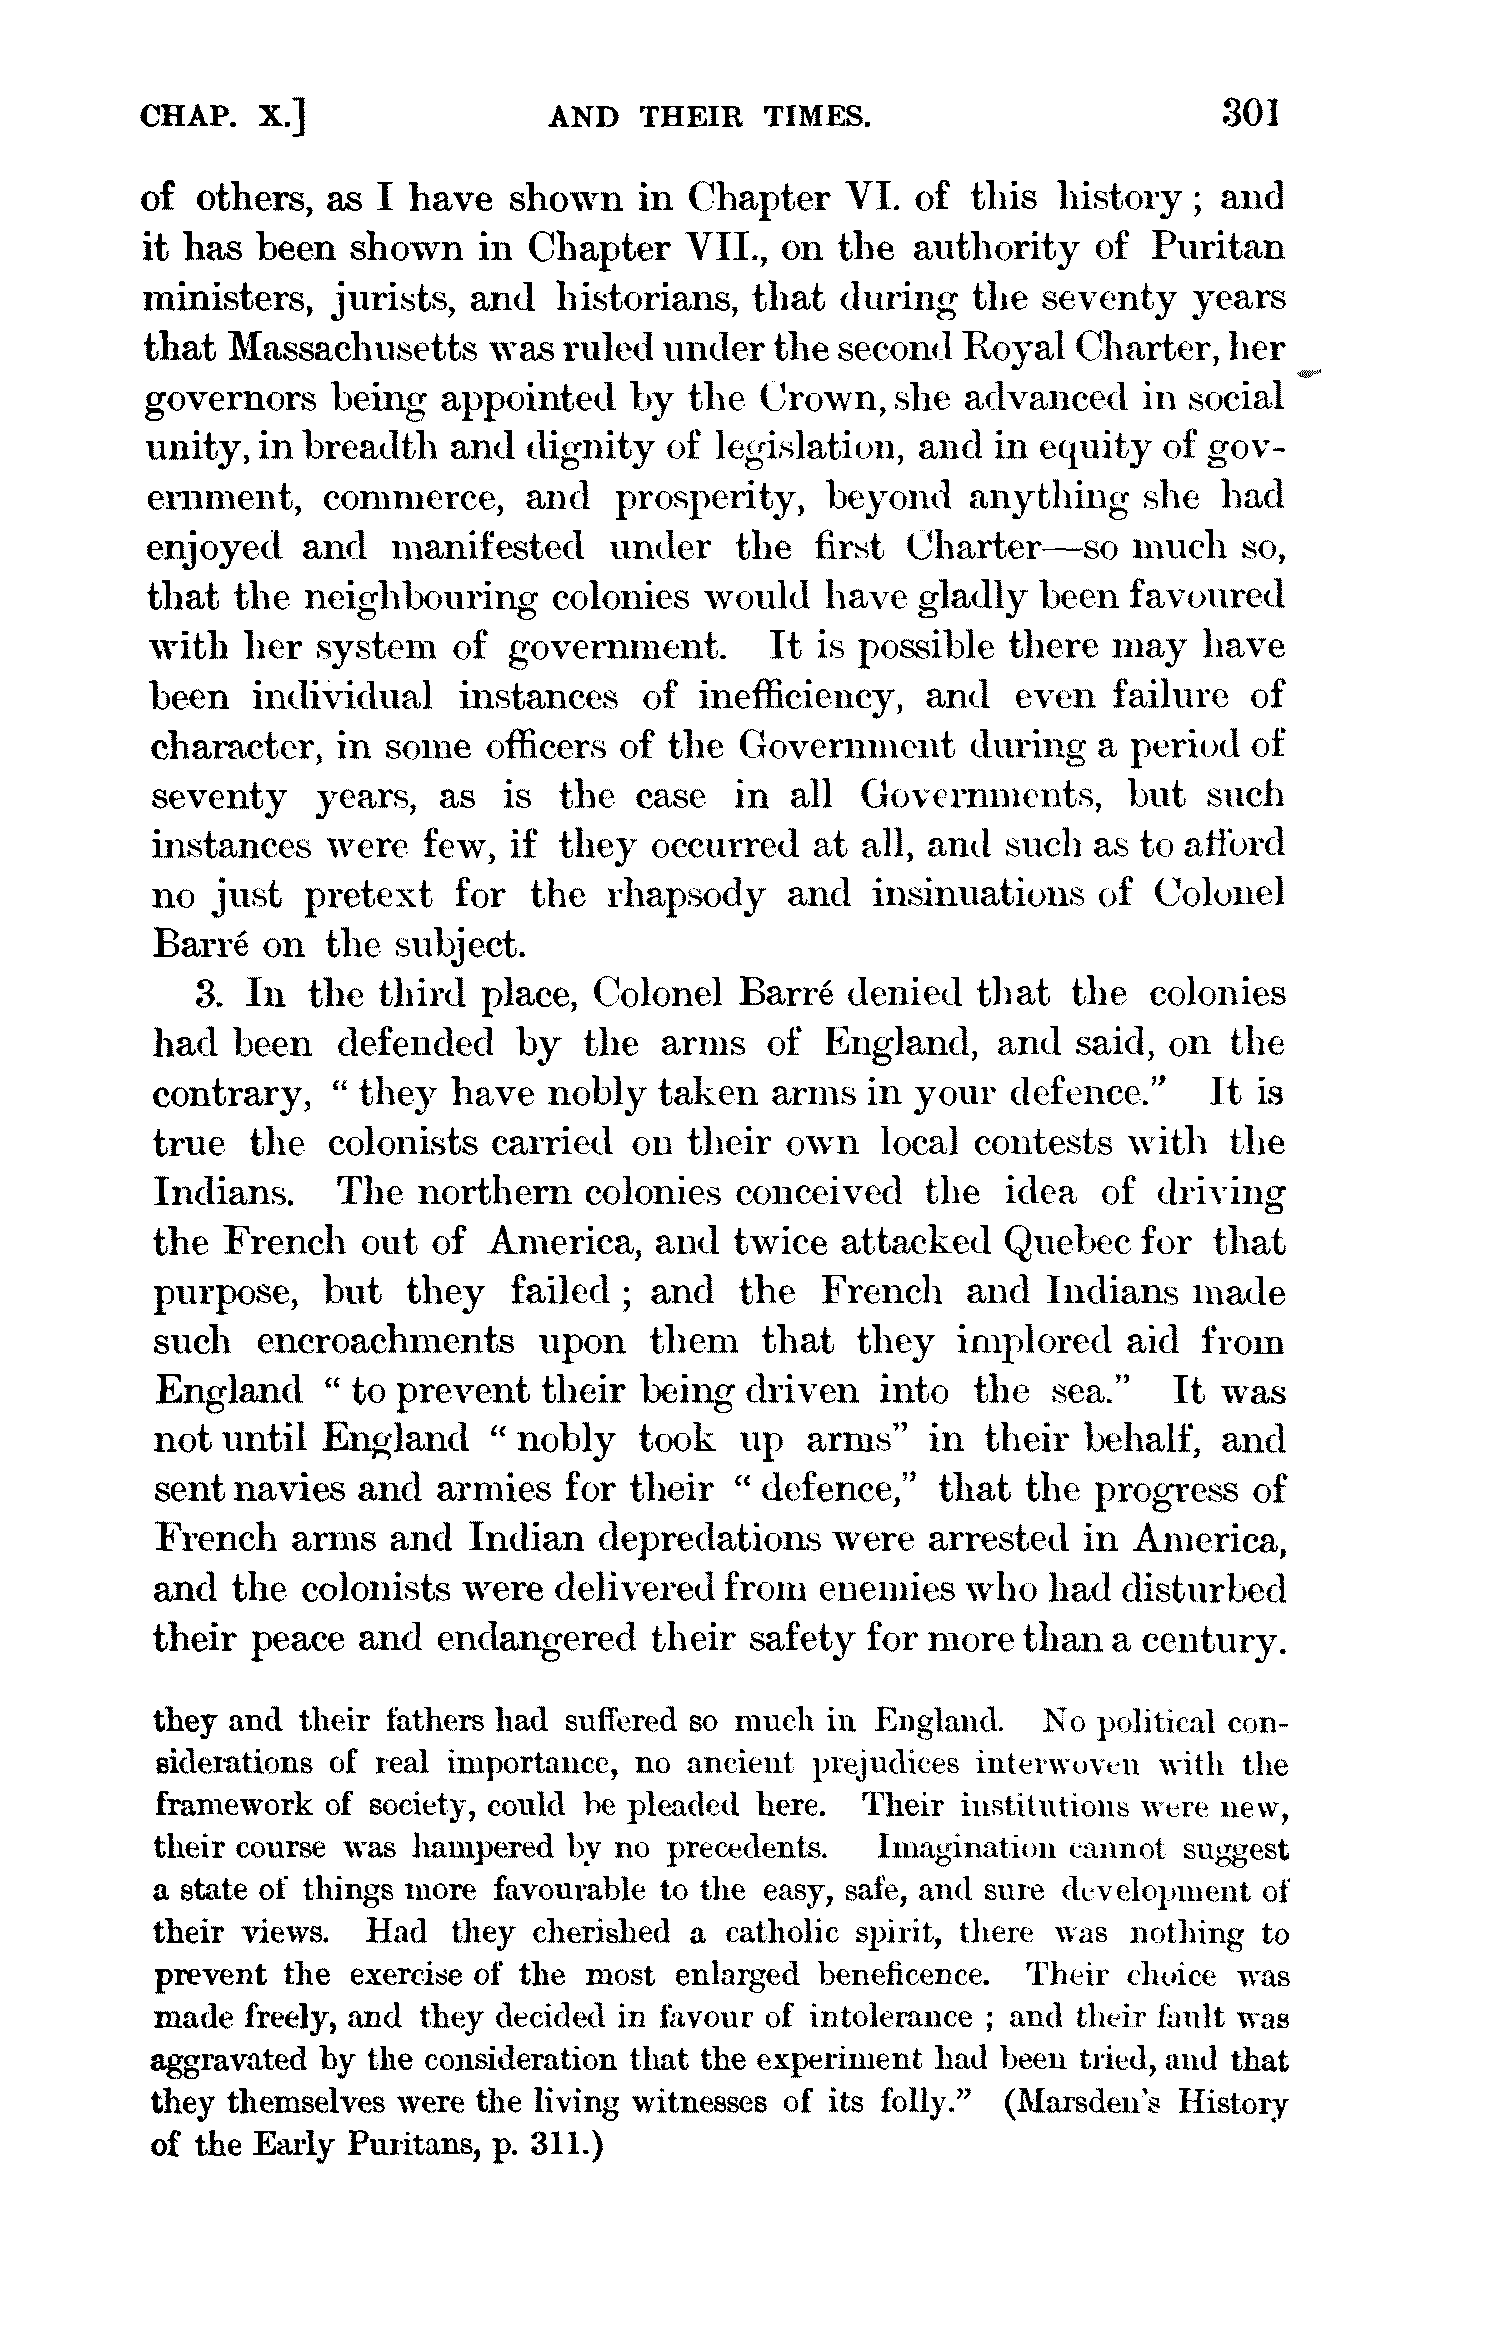 CHAP. X.] AND THEIR TIMES. 301
of others, as I have shown in Chapter VI. of this history ; and
it has been shown in Chapter VII., on the authority of Puritan
ministers, jurists, and historians, that during the seventy years
that Massachusetts was ruled under the second Royal Charter, her
governors being appointed by the Crown, she advanced in social
unity, in breadth and dignity of legislation, and in equity of gov-
ernment, commerce, and prosperity, beyond anything she had
enjoyed and manifested under the first Charter—so much so,
that the neighbouring colonies would have gladly been favoured
with her system of government. It is possible there may have
been individual instances of inefficiency, and even failure of
character, in some officers of the Government during a period of
seventy years, as is the case in all Governments, but such
instances were few, if they occurred at all, and such as to afford
no just pretext for the rhapsody and insinuations of Colonel
Barré on the subject.
3. In the third place, Colonel Barré denied that the colonies
had been defended by the arms of England, and said, on the
contrary, “ they have nobly taken arms in your defence.” It is
true the colonists carried on their own local contests with the
Indians. The northern colonies conceived the idea of driving
the French out of America, and twice attacked Quebec for that
purpose, but they failed ; and the French and Indians made
such encroachments upon them that they implored aid from
England “ to prevent their being driven into the sea.” It was
not until England “ nobly took up arms” in their behalf, and
sent navies and armies for their “ defence,” that the progress of
French arms and Indian depredations were arrested in America,
and the colonists were delivered from enemies who had disturbed
their peace and endangered their safety for more than a century.
they and their fathers had suffered so much in England. No political con-
siderations of real importance, no ancient prejudices interwoven with the
framework of society, could be pleaded here. Their institutions were new,
their course was hampered by no precedents. Imagination cannot suggest
a state of things more favourable to the easy, safe, and sure development of
their views. Had they cherished a catholic spirit, there was nothing to
prevent the exercise of the most enlarged beneficence. Their choice was
made freely, and they decided in favour of intolerance ; and their fault was
aggravated by the consideration that the experiment had been tried, and that
they themselves were the living witnesses of its folly.” (Marsden's History
of the Early Puritans, p. 311.)